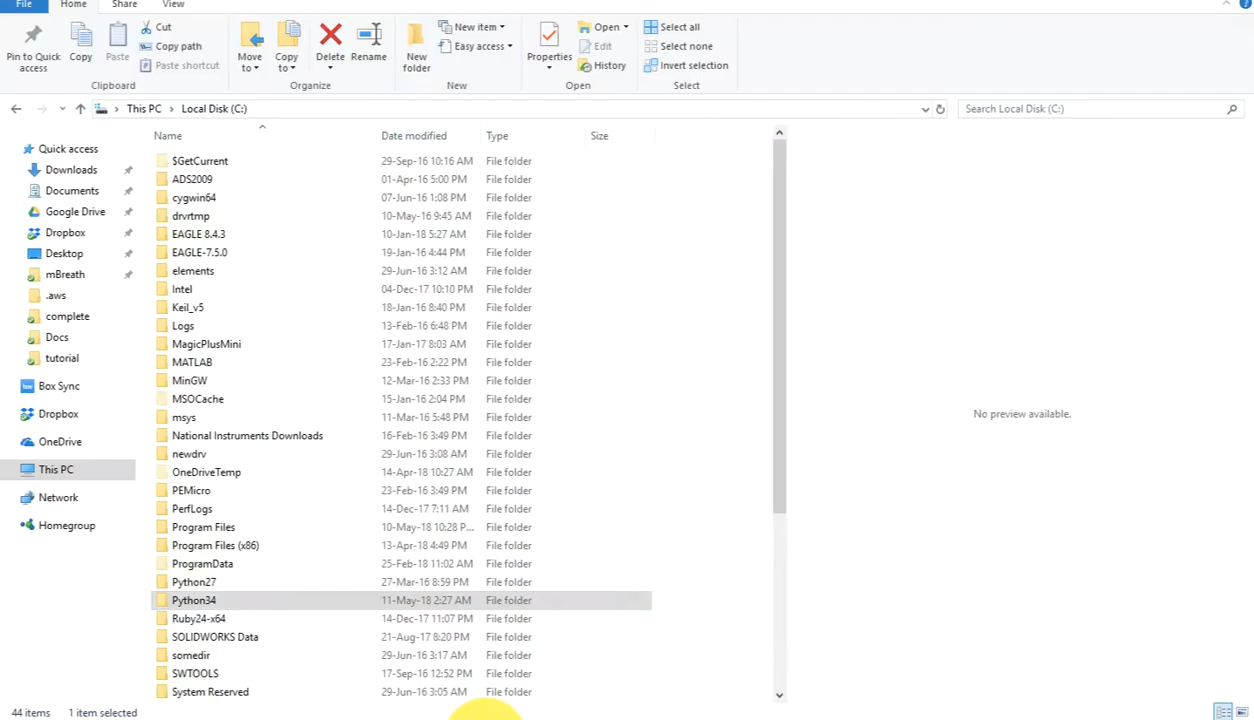 File Home Share View
Pin to Quick access
Copy
Paste
Cut
Copy path
Paste shortcut
Clipboard
Move to
Copy to
Delete
Rename
Organize
New folder
New item
Easy access
New
Properties
Open
Edit
History
Open
Select all
Select none
Invert selection
Select
This PC > Local Disk (C:)
Search Local Disk (C:)
Quick access
Downloads
Documents
Google Drive
Dropbox
Desktop
mBreath
.aws
complete
Docs
tutorial
Box Sync
Dropbox
OneDrive
This PC
Network
Homegroup
Name Date modified Type Size
$GetCurrent 29-Sep-16 10:16 AM File folder
ADS2009 01-Apr-16 5:00 PM File folder
cygwin64 07-Jun-16 1:08 PM File folder
drvrtmp 10-May-16 9:45 AM File folder
EAGLE 8.4.3 10-Jan-18 5:27 AM File folder
EAGLE-7.5.0 19-Jan-16 4:44 PM File folder
elements 29-Jun-16 3:12 AM File folder
Intel 04-Dec-17 10:10 PM File folder
Keil_v5 18-Jan-16 8:40 PM File folder
Logs 13-Feb-16 6:48 PM File folder
MagicPlusMini 17-Jan-17 8:03 AM File folder
MATLAB 23-Feb-16 2:22 PM File folder
MinGW 12-Mar-16 2:33 PM File folder
MSOCache 15-Jan-16 2:04 PM File folder
msys 11-Mar-16 5:48 PM File folder
National Instruments Downloads 16-Feb-16 3:49 PM File folder
newdrv 29-Jun-16 3:08 AM File folder
OneDriveTemp 14-Apr-18 10:27 AM File folder
PEMicro 23-Feb-16 3:49 PM File folder
PerfLogs 14-Dec-17 7:11 AM File folder
Program Files 10-May-18 10:28 P... File folder
Program Files (x86) 13-Apr-18 4:49 PM File folder
ProgramData 25-Feb-18 11:02 AM File folder
Python27 27-Mar-16 8:59 PM File folder
Python34 11-May-18 2:27 AM File folder
Ruby24-x64 14-Dec-17 11:07 PM File folder
SOLIDWORKS Data 21-Aug-17 8:20 PM File folder
somedir 29-Jun-16 3:17 AM File folder
SWTOOLS 17-Sep-16 12:52 PM File folder
System Reserved 29-Jun-16 3:05 AM File folder
No preview available.
44 items 1 item selected